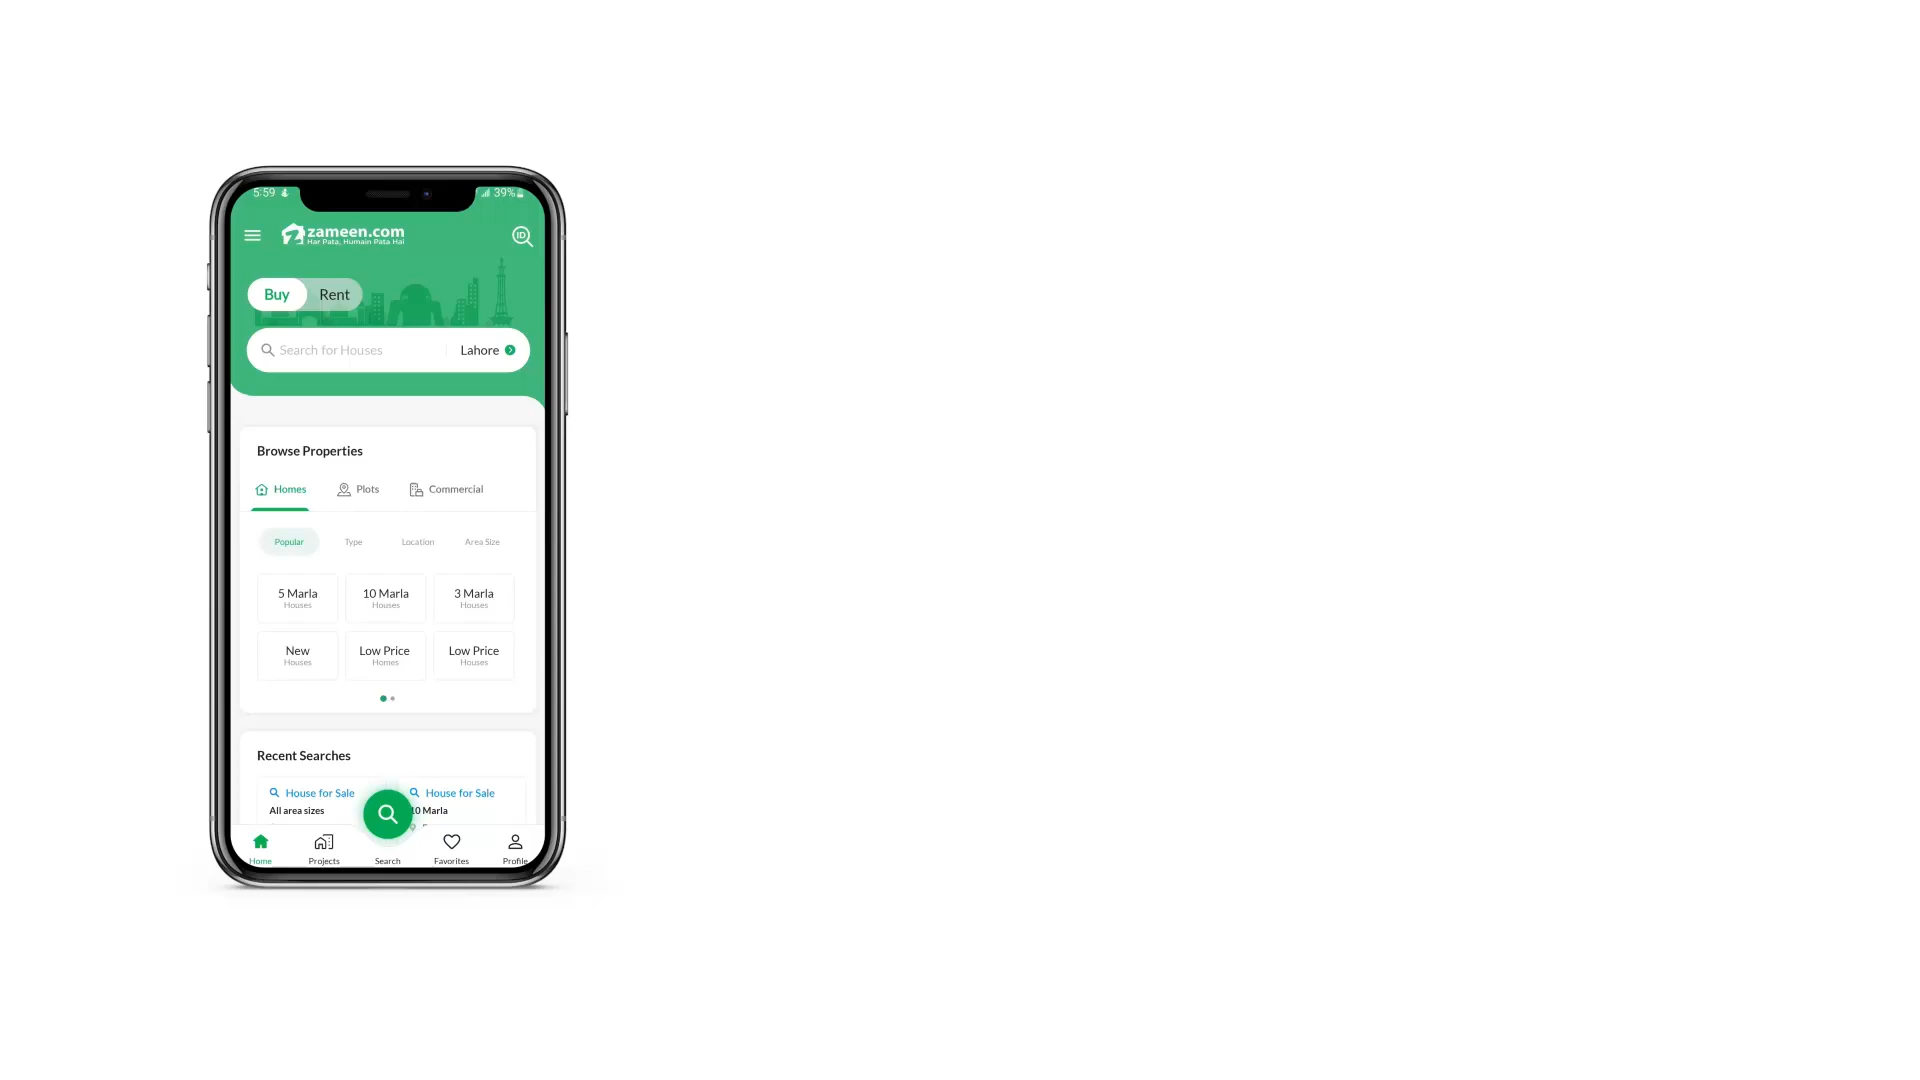 5:59
39%
zameen.com
Har Pata, Humain Pata Hai
ID
Buy Rent
Search for Houses Lahore
Browse Properties
Homes Plots Commercial
Popular Type Location Area Size
5 Marla 10 Marla 3 Marla
Houses Houses Houses
New Low Price Low Price
Houses Homes Houses
Recent Searches
House for Sale House for Sale
All area sizes 10 Marla
Home Projects Search Favorites Profile